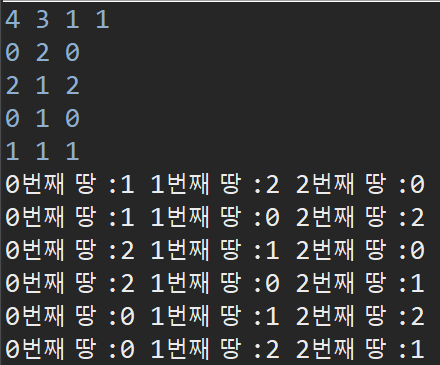 4 3 1 1
0 2 0
2 1 2
0 1 0
1 1 1
0번째 땅 :1 1번째 땅 :2 2번째 땅 :0
0번째 땅 :1 1번째 땅 :0 2번째 땅 :2
0번째 땅 :2 1번째 땅 :1 2번째 땅 :0
0번째 땅 :2 1번째 땅 :0 2번째 땅 :1
0번째 땅 :0 1번째 땅 :1 2번째 땅 :2
0번째 땅 :0 1번째 땅 :2 2번째 땅 :1